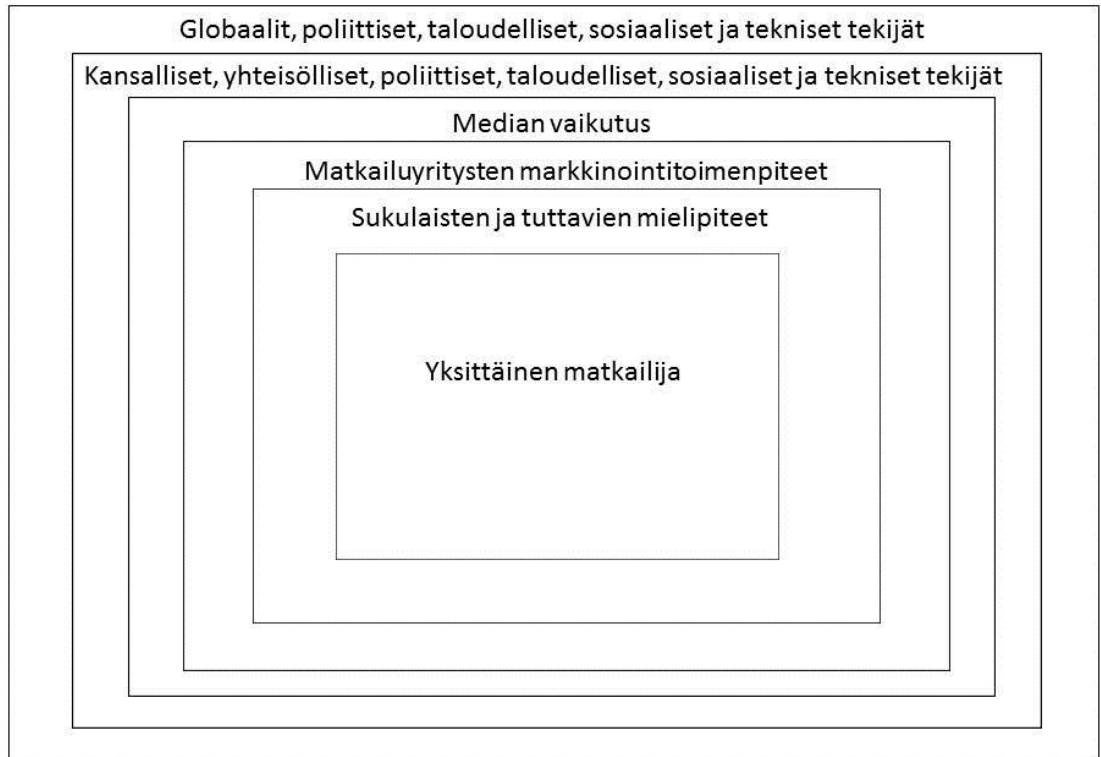 Globaalit, poliittiset, taloudelliset, sosiaaliset ja tekniset tekijät
Kansalliset, yhteisölliset, poliittiset, taloudelliset, sosiaaliset ja tekniset tekijät
Median vaikutus
Matkailuyritysten markkinointitoimenpiteet
Sukulaisten ja tuttavien mielipiteet
Yksittäinen matkailija